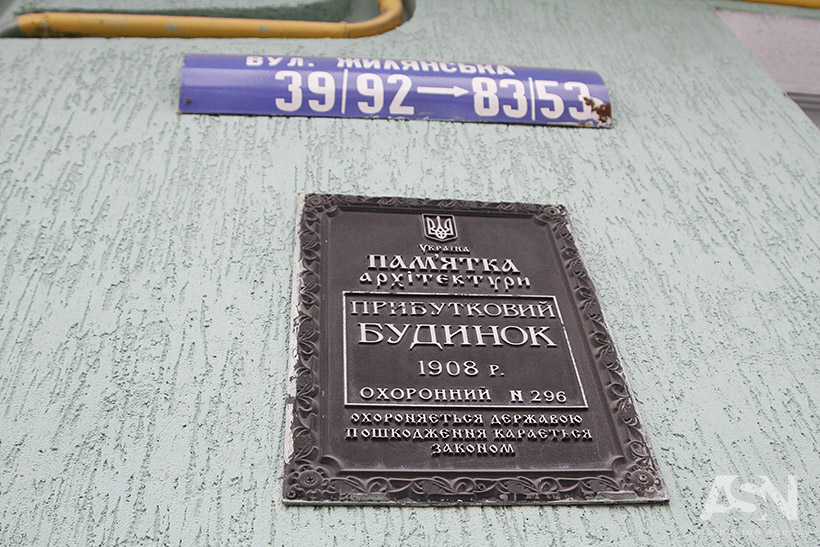 ВУЛ. ЖИЛЯНСЬКА
39/92→83/53
УКРАЇНА
ПАМ'ЯТКА
АРХІТЕКТУРИ
ПРИБУТКОВИЙ
БУДИНОК
1908 Р.
ОХОРОННИЙ N 296
ОХОРОНЯЄТЬСЯ ДЕРЖАВОЮ
ПОШКОДЖЕННЯ КАРАЄТЬСЯ
ЗАКОНОМ
ASN